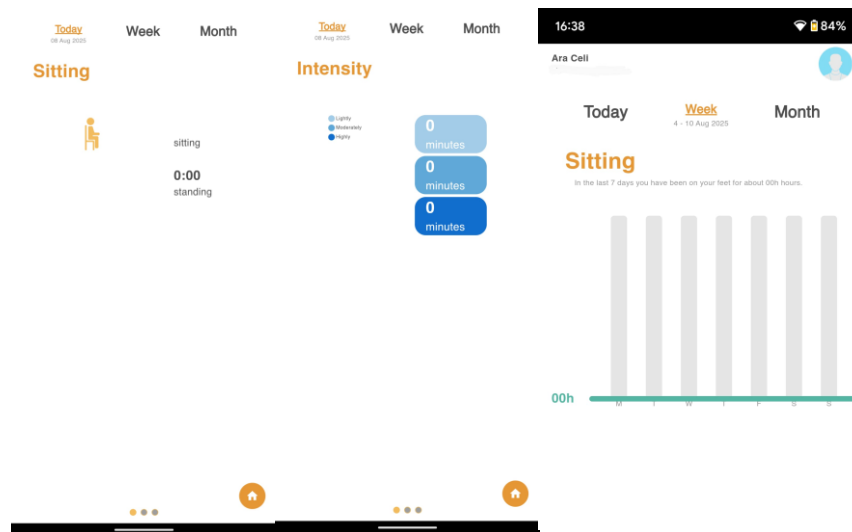 Today Week Month
08 Aug 2025
Sitting
sitting
0:00
standing
Today Week Month
08 Aug 2025
Intensity
Lightly
Moderately
Highly
0
minutes
0
minutes
0
minutes
16:38 84%
Ara Celi
Today Week Month
4 - 10 Aug 2025
Sitting
In the last 7 days you have been on your feet for about 00h hours.
00h
M T W T F S S